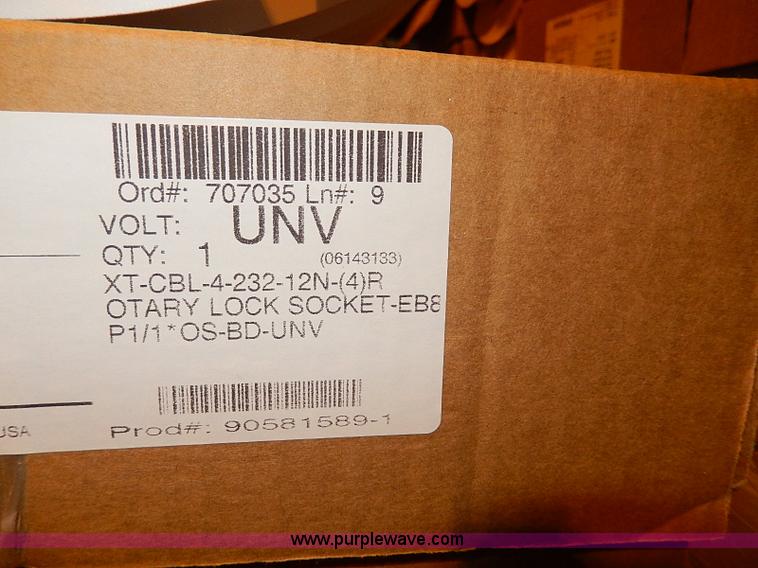 Ord#: 707035 Ln#: 9
VOLT: UNV
QTY: 1 (06143133)
XT-CBL-4-232-12N-(4)R
OTARY LOCK SOCKET-EB8
P1/1*OS-BD-UNV
Prod#: 90581589-1
USA
www.purplewave.com